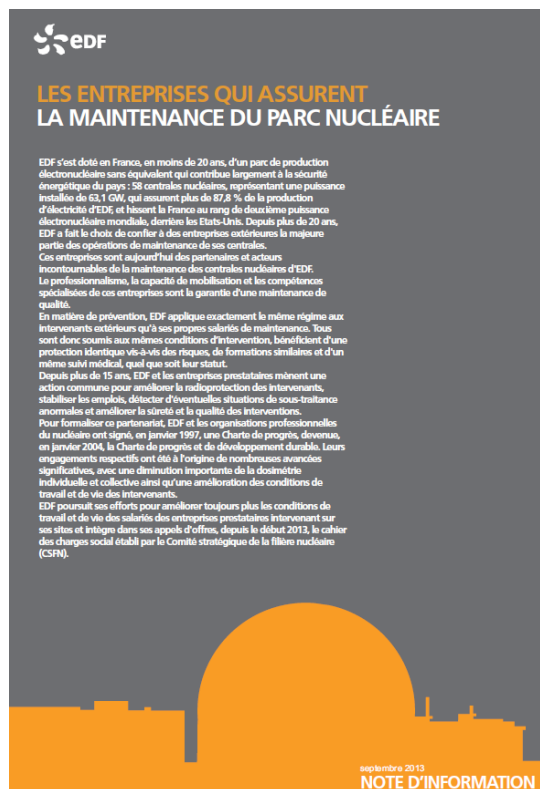 eDF
LES ENTREPRISES QUI ASSURENT
LA MAINTENANCE DU PARC NUCLÉAIRE
EDF s'est doté en France, en moins de 20 ans, d'un parc de production
électronucléaire sans équivalent qui contribue largement à la sécurité
énergétique du pays : 58 centrales nucléaires, représentant une puissance
installée de 63,1 GW, qui assurent plus de 87,8 % de la production
d'électricité d'EDF, et hissent la France au rang de deuxième puissance
électronucléaire mondiale, derrière les Etats-Unis. Depuis plus de 20 ans,
EDF a fait le choix de confier à des entreprises extérieures la majeure
partie des opérations de maintenance de ses centrales.
Ces entreprises sont aujourd'hui des partenaires et acteurs
incontournables de la maintenance des centrales nucléaires d'EDF.
Le professionnalisme, la capacité de mobilisation et les compétences
spécialisées de ces entreprises sont la garantie d'une maintenance de
qualité.
En matière de prévention, EDF applique exactement le même régime aux
intervenants extérieurs qu'à ses propres salariés de maintenance. Tous
sont donc soumis aux mêmes conditions d'intervention, bénéficient d'une
protection identique vis-à-vis des risques, de formations similaires et d'un
même suivi médical, quel que soit leur statut.
Depuis plus de 15 ans, EDF et les entreprises prestataires mènent une
action commune pour améliorer la radioprotection des intervenants,
stabiliser les emplois, détecter d'éventuelles situations de sous-traitance
anormales et améliorer la sûreté et la qualité des interventions.
Pour formaliser ce partenariat, EDF et les organisations professionnelles
du nucléaire ont signé, en janvier 1997, une Charte de progrès, devenue,
en janvier 2004, la Charte de progrès et de développement durable. Leurs
engagements respectifs ont été à l'origine de nombreuses avancées
significatives, avec une diminution importante de la dosimétrie
individuelle et collective ainsi qu'une amélioration des conditions de
travail et de vie des intervenants.
EDF poursuit ses efforts pour améliorer toujours plus les conditions de
travail et de vie des salariés des entreprises prestataires intervenant sur
ses sites et intègre dans ses appels d'offres, depuis le début 2013, le cahier
des charges social établi par le Comité stratégique de la filière nucléaire
(CSFN).
septembre 2013
NOTE D'INFORMATION